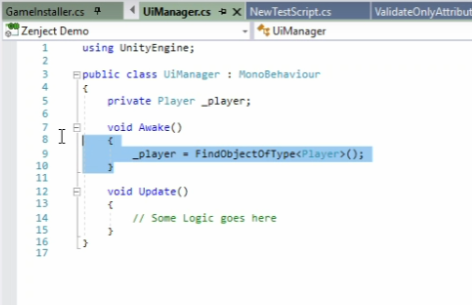 GameInstaller.cs UiManager.cs NewTestScript.cs ValidateOnlyAttribut
Zenject Demo UiManager
1 using UnityEngine;
2
3 public class UiManager : MonoBehaviour
4 {
5 private Player _player;
6
7 void Awake()
8 {
9 _player = FindObjectOfType<Player>();
10 }
11
12 void Update()
13 {
14 // Some Logic goes here
15 }
16 }
17